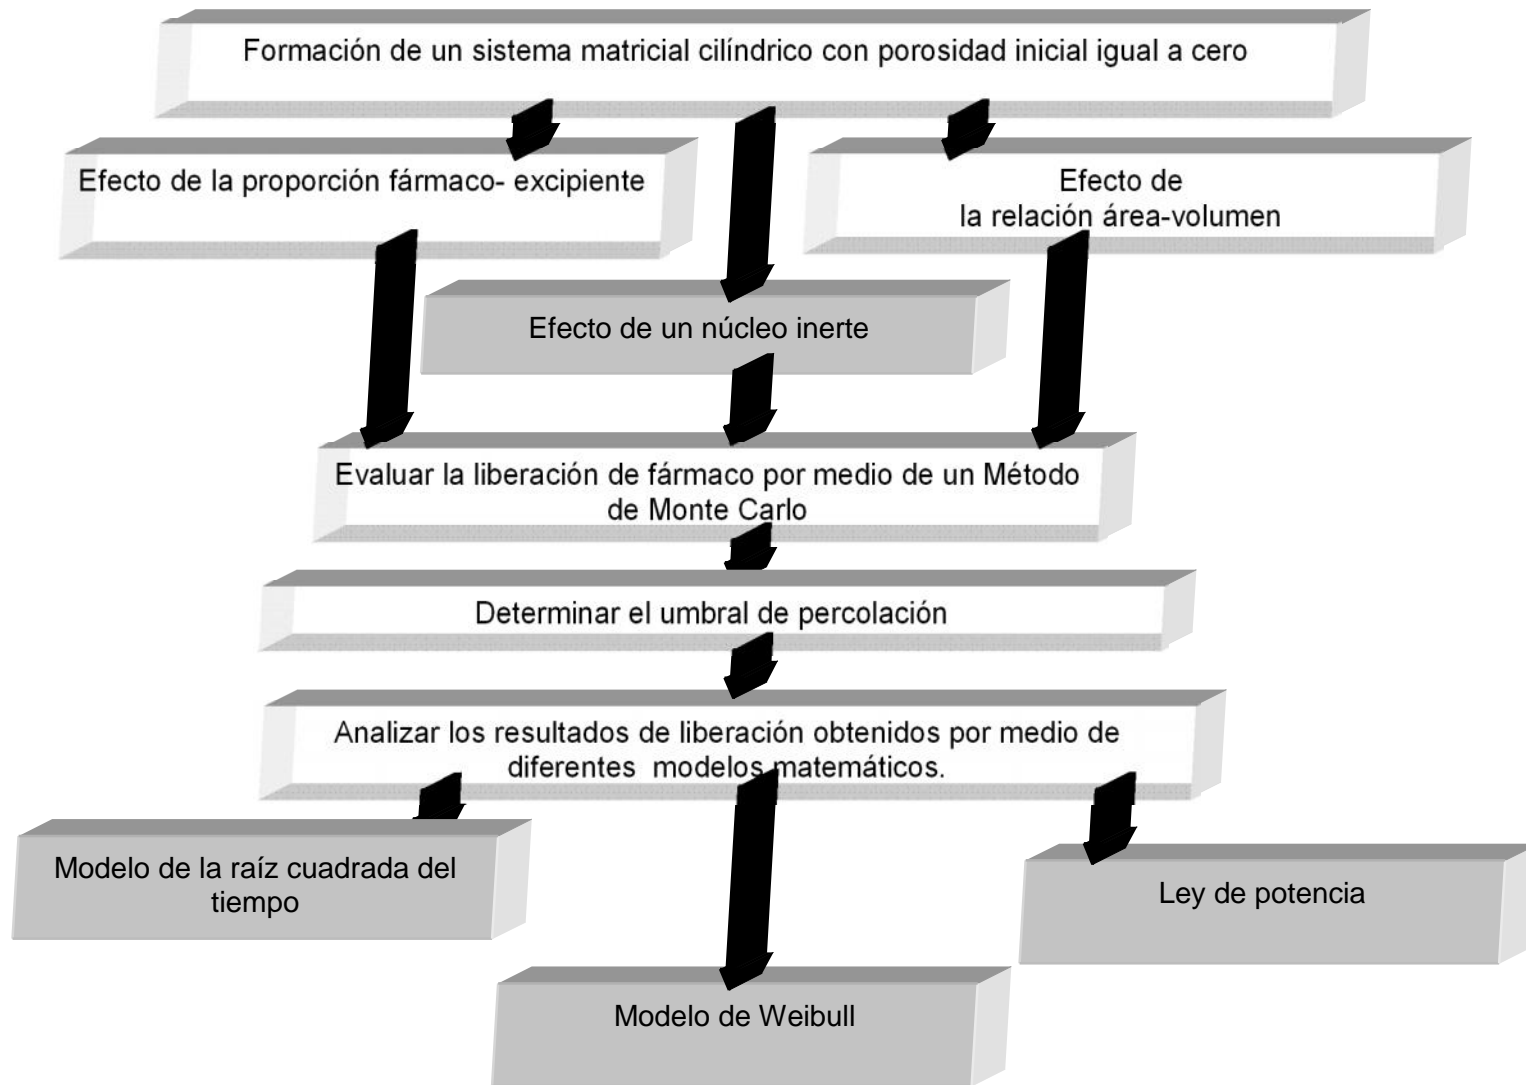 Formación de un sistema matricial cilíndrico con porosidad inicial igual a cero
Efecto de la proporción fármaco- excipiente
Efecto de
la relación área-volumen
Efecto de un núcleo inerte
Evaluar la liberación de fármaco por medio de un Método
de Monte Carlo
Determinar el umbral de percolación
Analizar los resultados de liberación obtenidos por medio de
diferentes modelos matemáticos.
Modelo de la raíz cuadrada del
tiempo
Ley de potencia
Modelo de Weibull